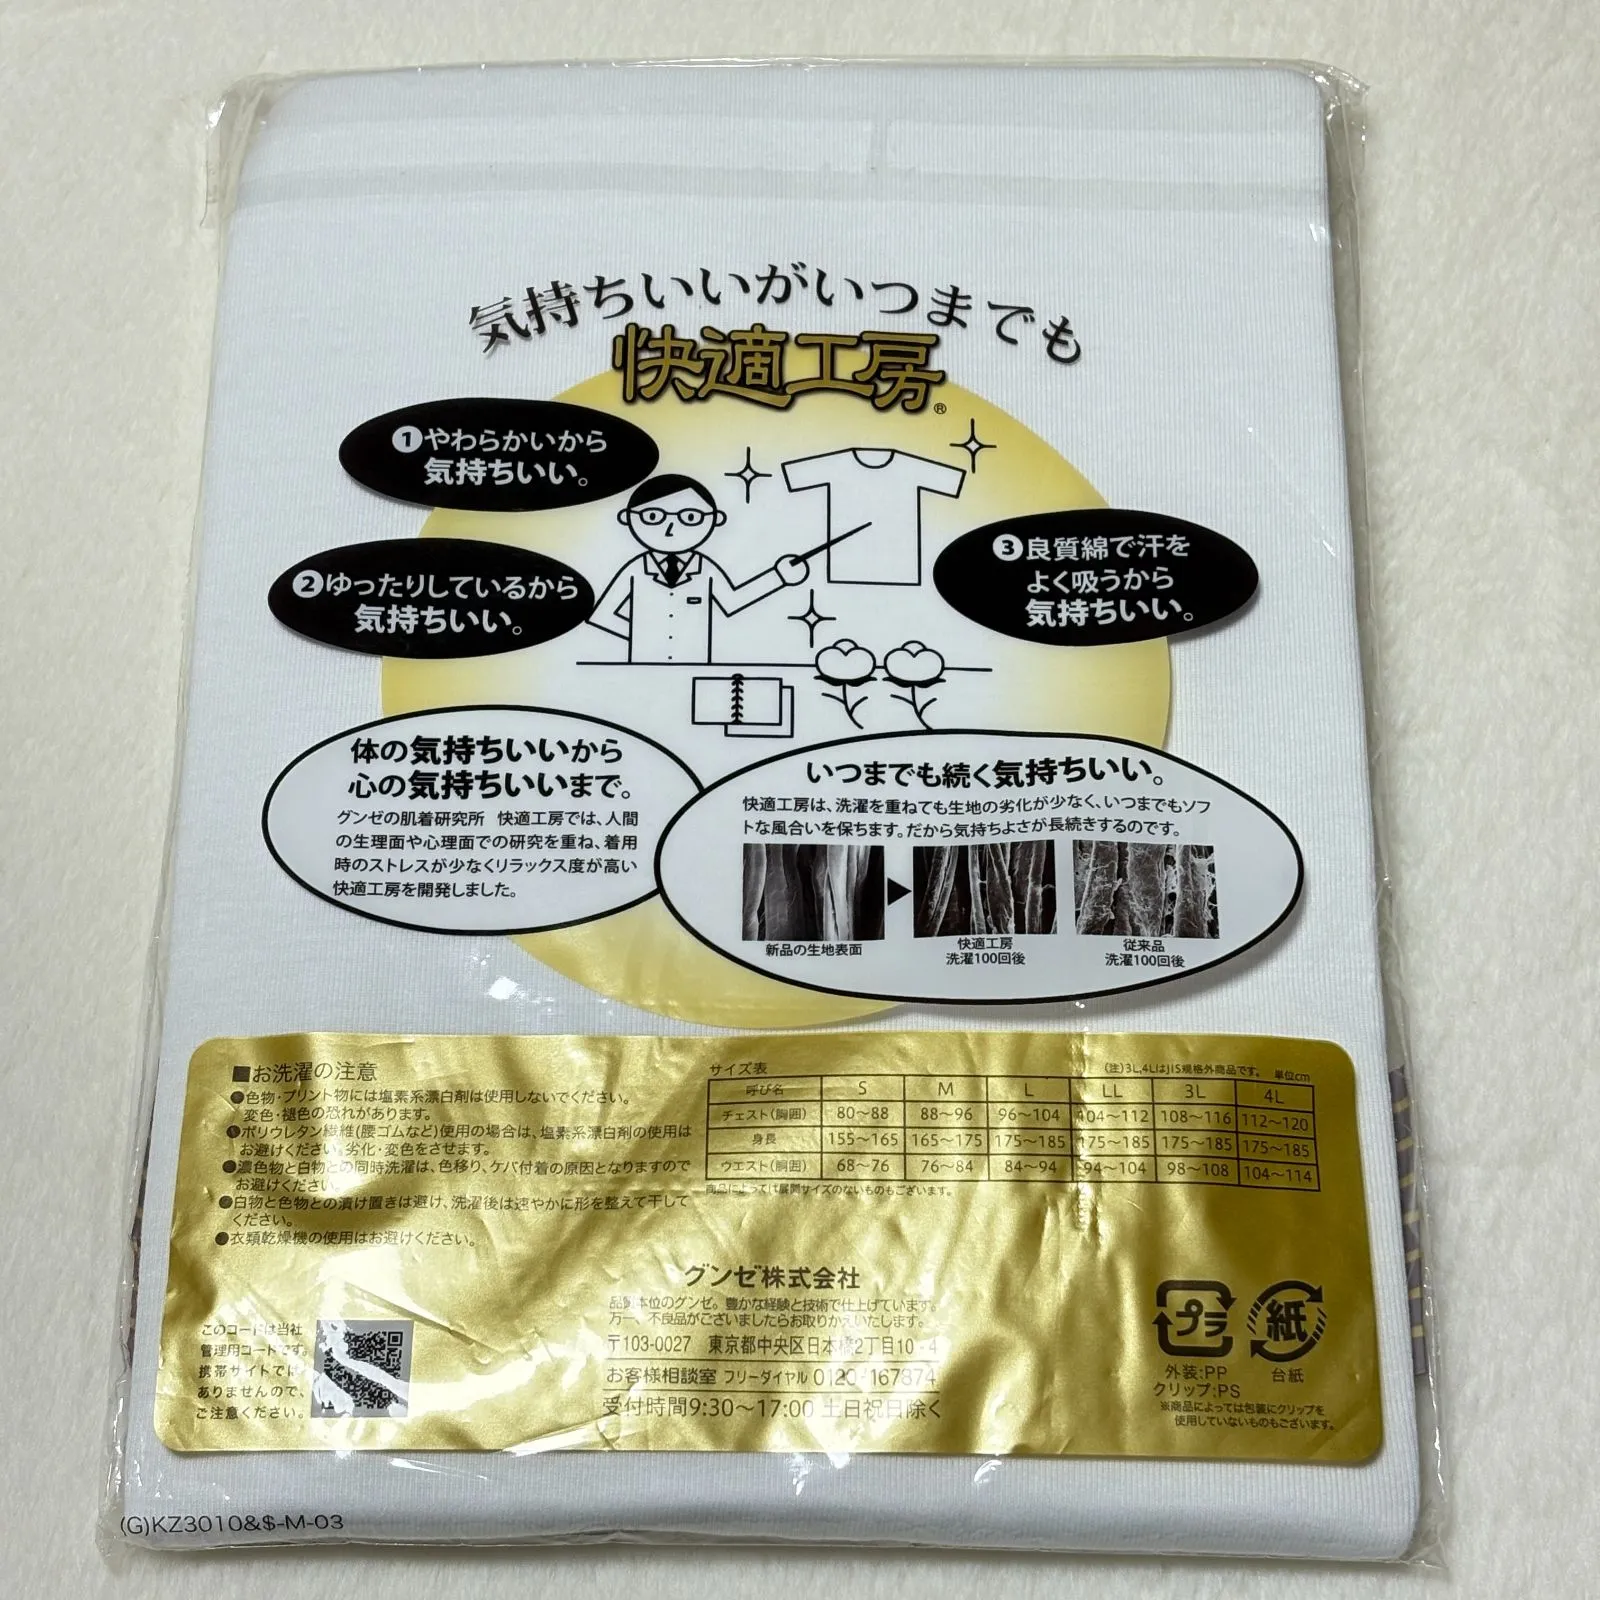 気持ちいいがいつまでも
快適工房®
❶やわらかいから
気持ちいい。
❷ゆったりしているから
気持ちいい。
❸良質綿で汗を
よく吸うから
気持ちいい。
体の気持ちいいから
心の気持ちいいまで。
グンゼの肌着研究所 快適工房では、人間
の生理面や心理面での研究を重ね、着用
時のストレスが少なくリラックス度が高い
快適工房を開発しました。
いつまでも続く気持ちいい。
快適工房は、洗濯を重ねても生地の劣化が少なく、いつまでもソフ
トな風合いを保ちます。だから気持ちよさが長続きするのです。
新品の生地表面
快適工房
洗濯100回後
従来品
洗濯100回後
■お洗濯の注意
●色物・プリント物には塩素系漂白剤は使用しないでください。
変色・褪色の恐れがあります。
●ポリウレタン繊維(腰ゴムなど)使用の場合は、塩素系漂白剤の使用は
お避けください。劣化・変色をさせます。
●濃色物と白物との同時洗濯は、色移り、ケバ付着の原因となりますので
お避けください。
●白物と色物との漬け置きは避け、洗濯後は速やかに形を整えて干して
ください。
●衣類乾燥機の使用はお避けください。
サイズ表 (注)3L,4LはJIS規格外商品です。 単位cm
呼び名 S M L LL 3L 4L
チェスト(胸囲) 80〜88 88〜96 96〜104 104〜112 108〜116 112〜120
身長 155〜165 165〜175 175〜185 175〜185 175〜185 175〜185
ウエスト(胴囲) 68〜76 76〜84 84〜94 94〜104 98〜108 104〜114
商品によっては展開サイズのないものもございます。
グンゼ株式会社
品質本位のグンゼ。豊かな経験と技術で仕上げています。
万一、不良品がございましたらお取りかえいたします。
〒103-0027 東京都中央区日本橋2丁目10-4
お客様相談室 フリーダイヤル 0120-167874
受付時間9:30〜17:00 土日祝日除く
このコードは当社
管理用コードです。
携帯サイトでは
ありませんので、
ご注意ください。
プラ
外装:PP
クリップ:PS
紙
台紙
※商品によっては包装にクリップを
使用していないものもございます。
(G)KZ3010&$-M-03